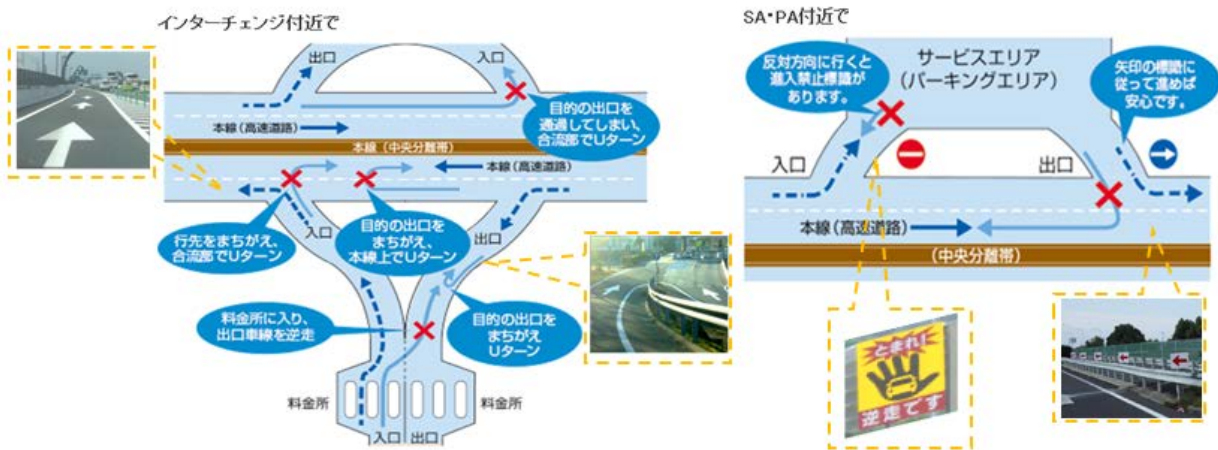 インターチェンジ付近で
出口
入口
目的の出口を
通過してしまい、
合流部でUターン
本線(高速道路)
本線(中央分離帯)
本線
(高速道路)
行先をまちがえ、
合流部でUターン
入口
目的の出口を
まちがえ、
本線上でUターン
出口
料金所に入り、
出口車線を逆走
目的の出口を
まちがえ
Uターン
料金所
料金所
入口
出口
SA・PA付近で
反対方向に行くと
進入禁止標識が
あります。
サービスエリア
(パーキングエリア)
矢印の標識に
従って進めば
安心です。
入口
出口
本線(高速道路)
(中央分離帯)
とまれ!
逆走です